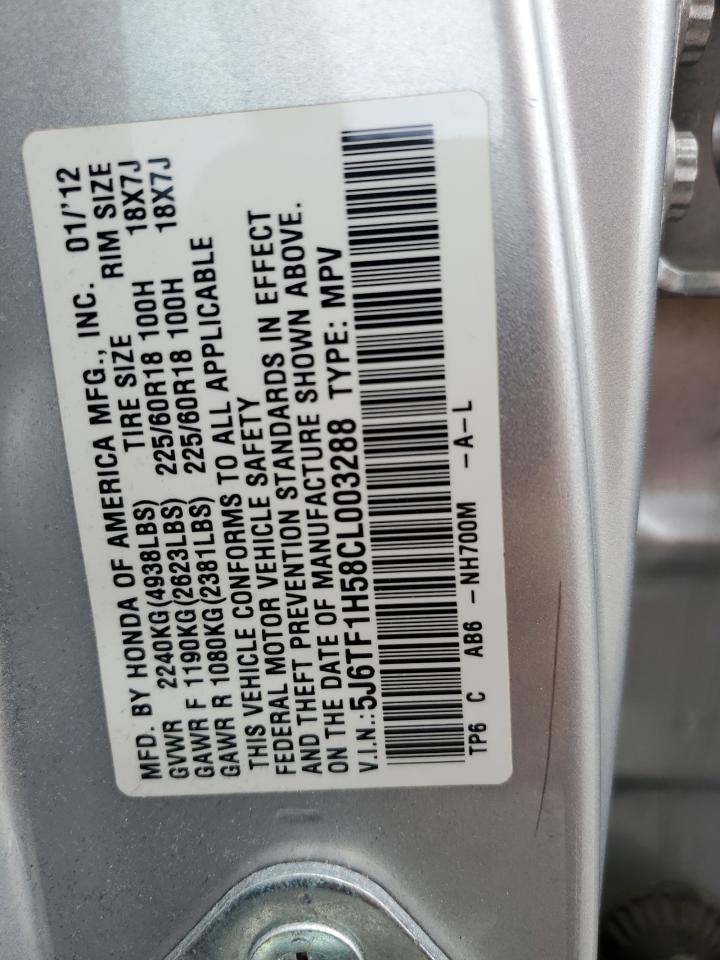 MFD. BY HONDA OF AMERICA MFG., INC. 01/'12
GVWR 2240KG(4938LBS) TIRE SIZE RIM SIZE
GAWR F 1190KG(2623LBS) 225/60R18 100H 18X7J
GAWR R 1080KG(2381LBS) 225/60R18 100H 18X7J
THIS VEHICLE CONFORMS TO ALL APPLICABLE
FEDERAL MOTOR VEHICLE SAFETY
AND THEFT PREVENTION STANDARDS IN EFFECT
ON THE DATE OF MANUFACTURE SHOWN ABOVE.
V.I.N.:5J6TF1H58CL003288 TYPE: MPV
TP6 C AB6 -NH700M -A-L